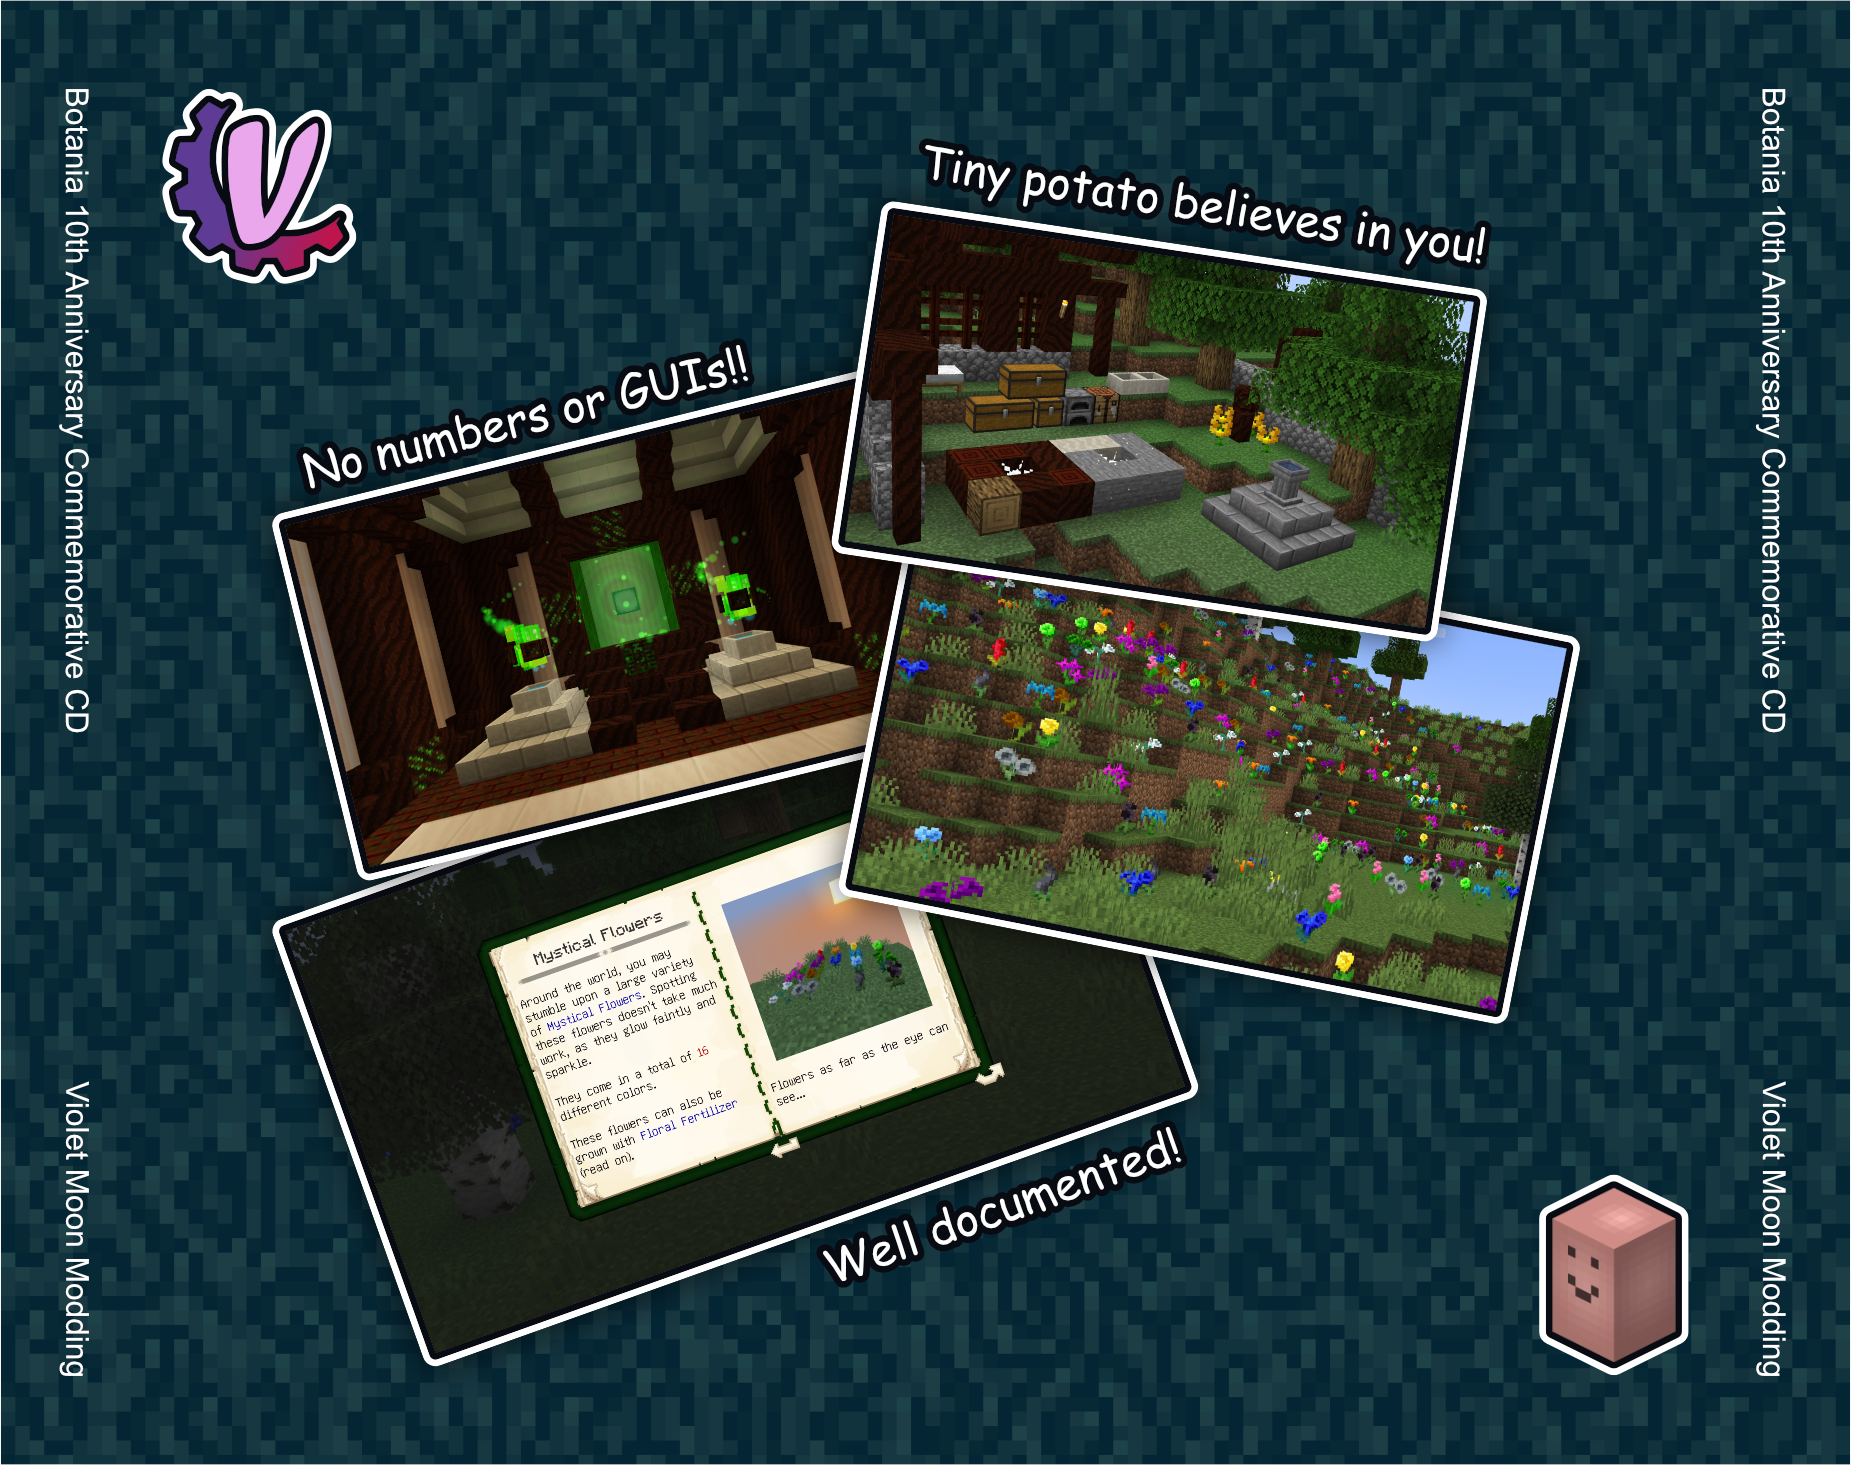 Botania 10th Anniversary Commemorative CD
Violet Moon Modding
Tiny potato believes in you!
No numbers or GUIs!!
Mystical Flowers
Around the world, you may
stumble upon a large variety
of Mystical Flowers. Spotting
these flowers doesn't take much
work, as they glow faintly and
sparkle.
They come in a total of 16
different colors.
These flowers can also be
grown with Floral Fertilizer
(read on).
Flowers as far as the eye can
see...
Well documented!
Botania 10th Anniversary Commemorative CD
Violet Moon Modding